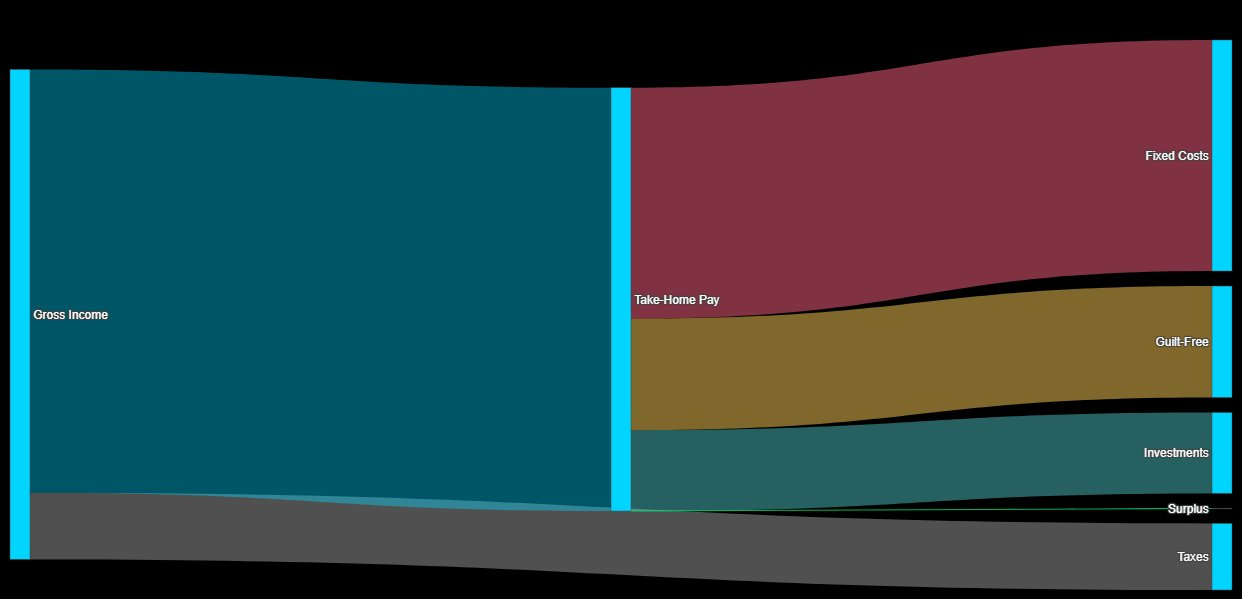 Gross Income
Take-Home Pay
Fixed Costs
Guilt-Free
Investments
Surplus
Taxes